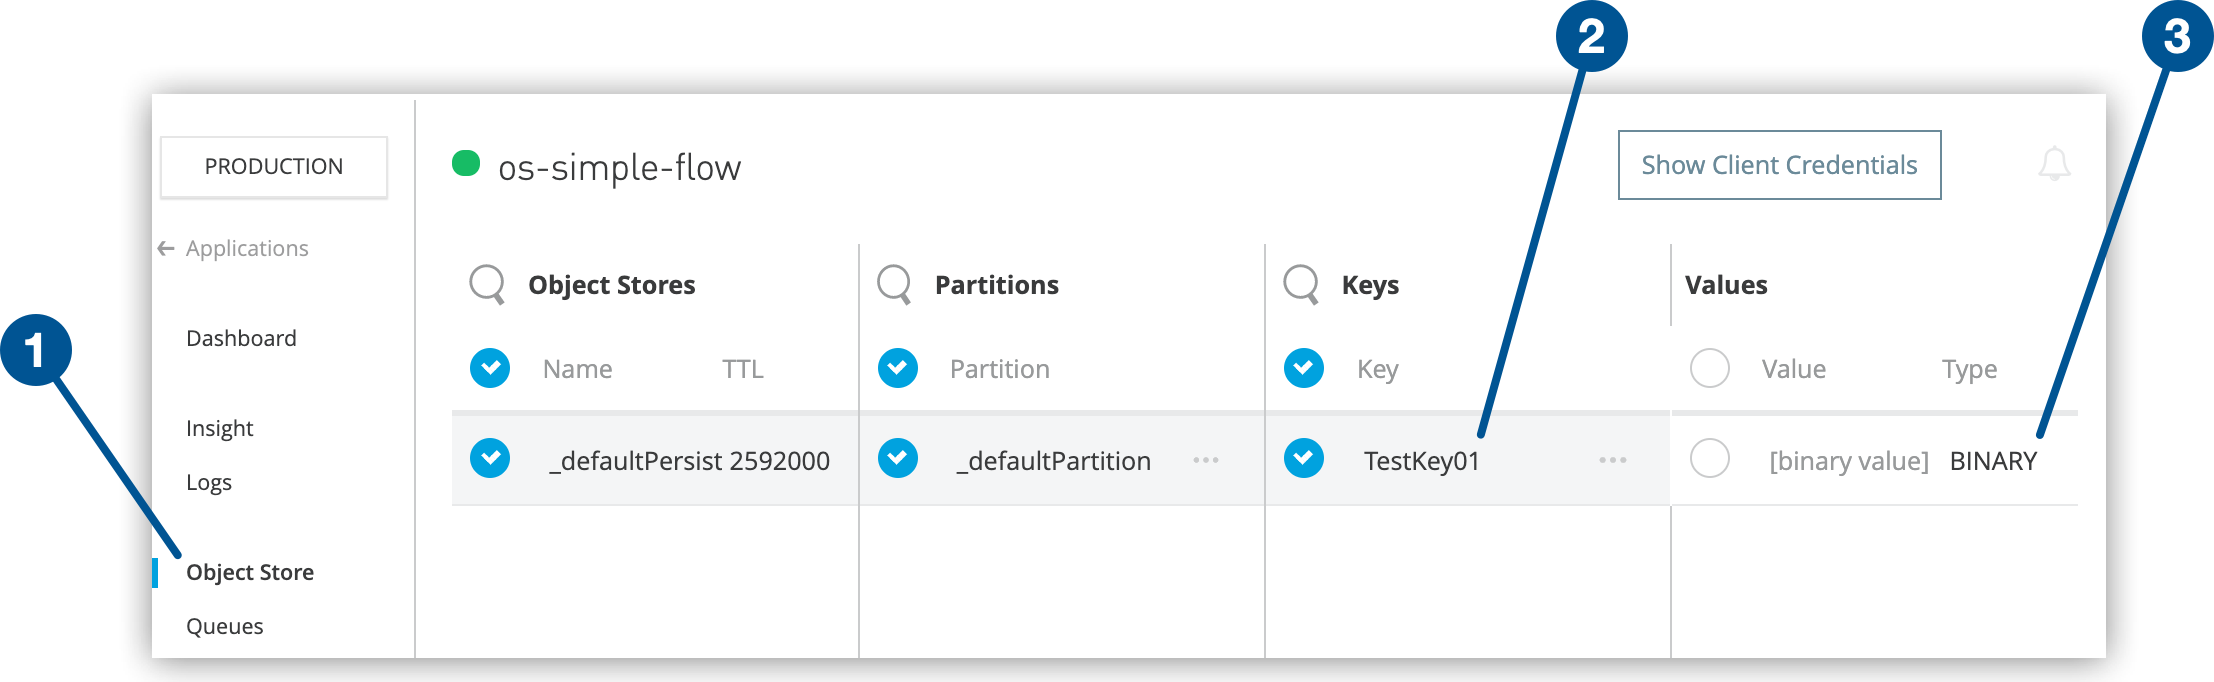 2
3
PRODUCTION
os-simple-flow
Show Client Credentials
Applications
Object Stores
Partitions
Keys
Values
Dashboard
1
Name TTL
Partition
Key
Value Type
Insight
_defaultPersist 2592000
_defaultPartition ...
TestKey01 ...
[binary value] BINARY
Logs
Object Store
Queues